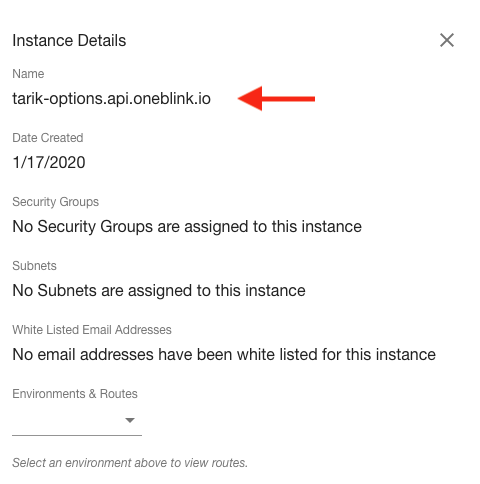 Instance Details
Name
tarik-options.api.oneblink.io
Date Created
1/17/2020
Security Groups
No Security Groups are assigned to this instance
Subnets
No Subnets are assigned to this instance
White Listed Email Addresses
No email addresses have been white listed for this instance
Environments & Routes
Select an environment above to view routes.